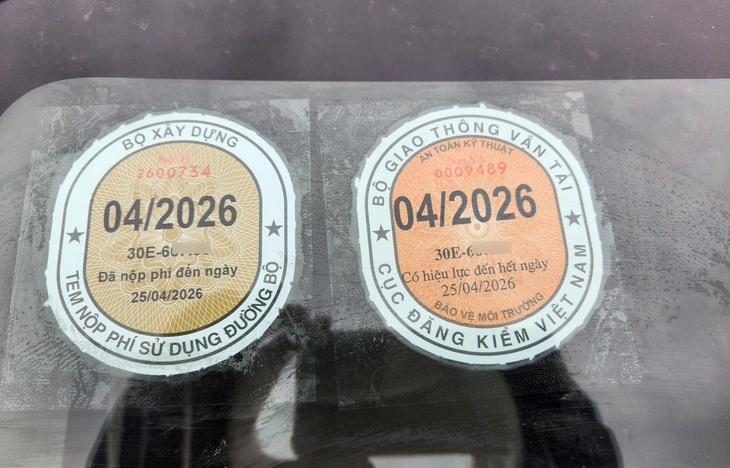 BỘ XÂY DỰNG
2600734
04/2026
30E-6
Đã nộp phí đến ngày
25/04/2026
TEM NỘP PHÍ SỬ DỤNG ĐƯỜNG BỘ
BỘ GIAO THÔNG VẬN TẢI
AN TOÀN KỸ THUẬT
0009489
04/2026
30E-6
Có hiệu lực đến hết ngày
25/04/2026
BẢO VỆ MÔI TRƯỜNG
CỤC ĐĂNG KIỂM VIỆT NAM